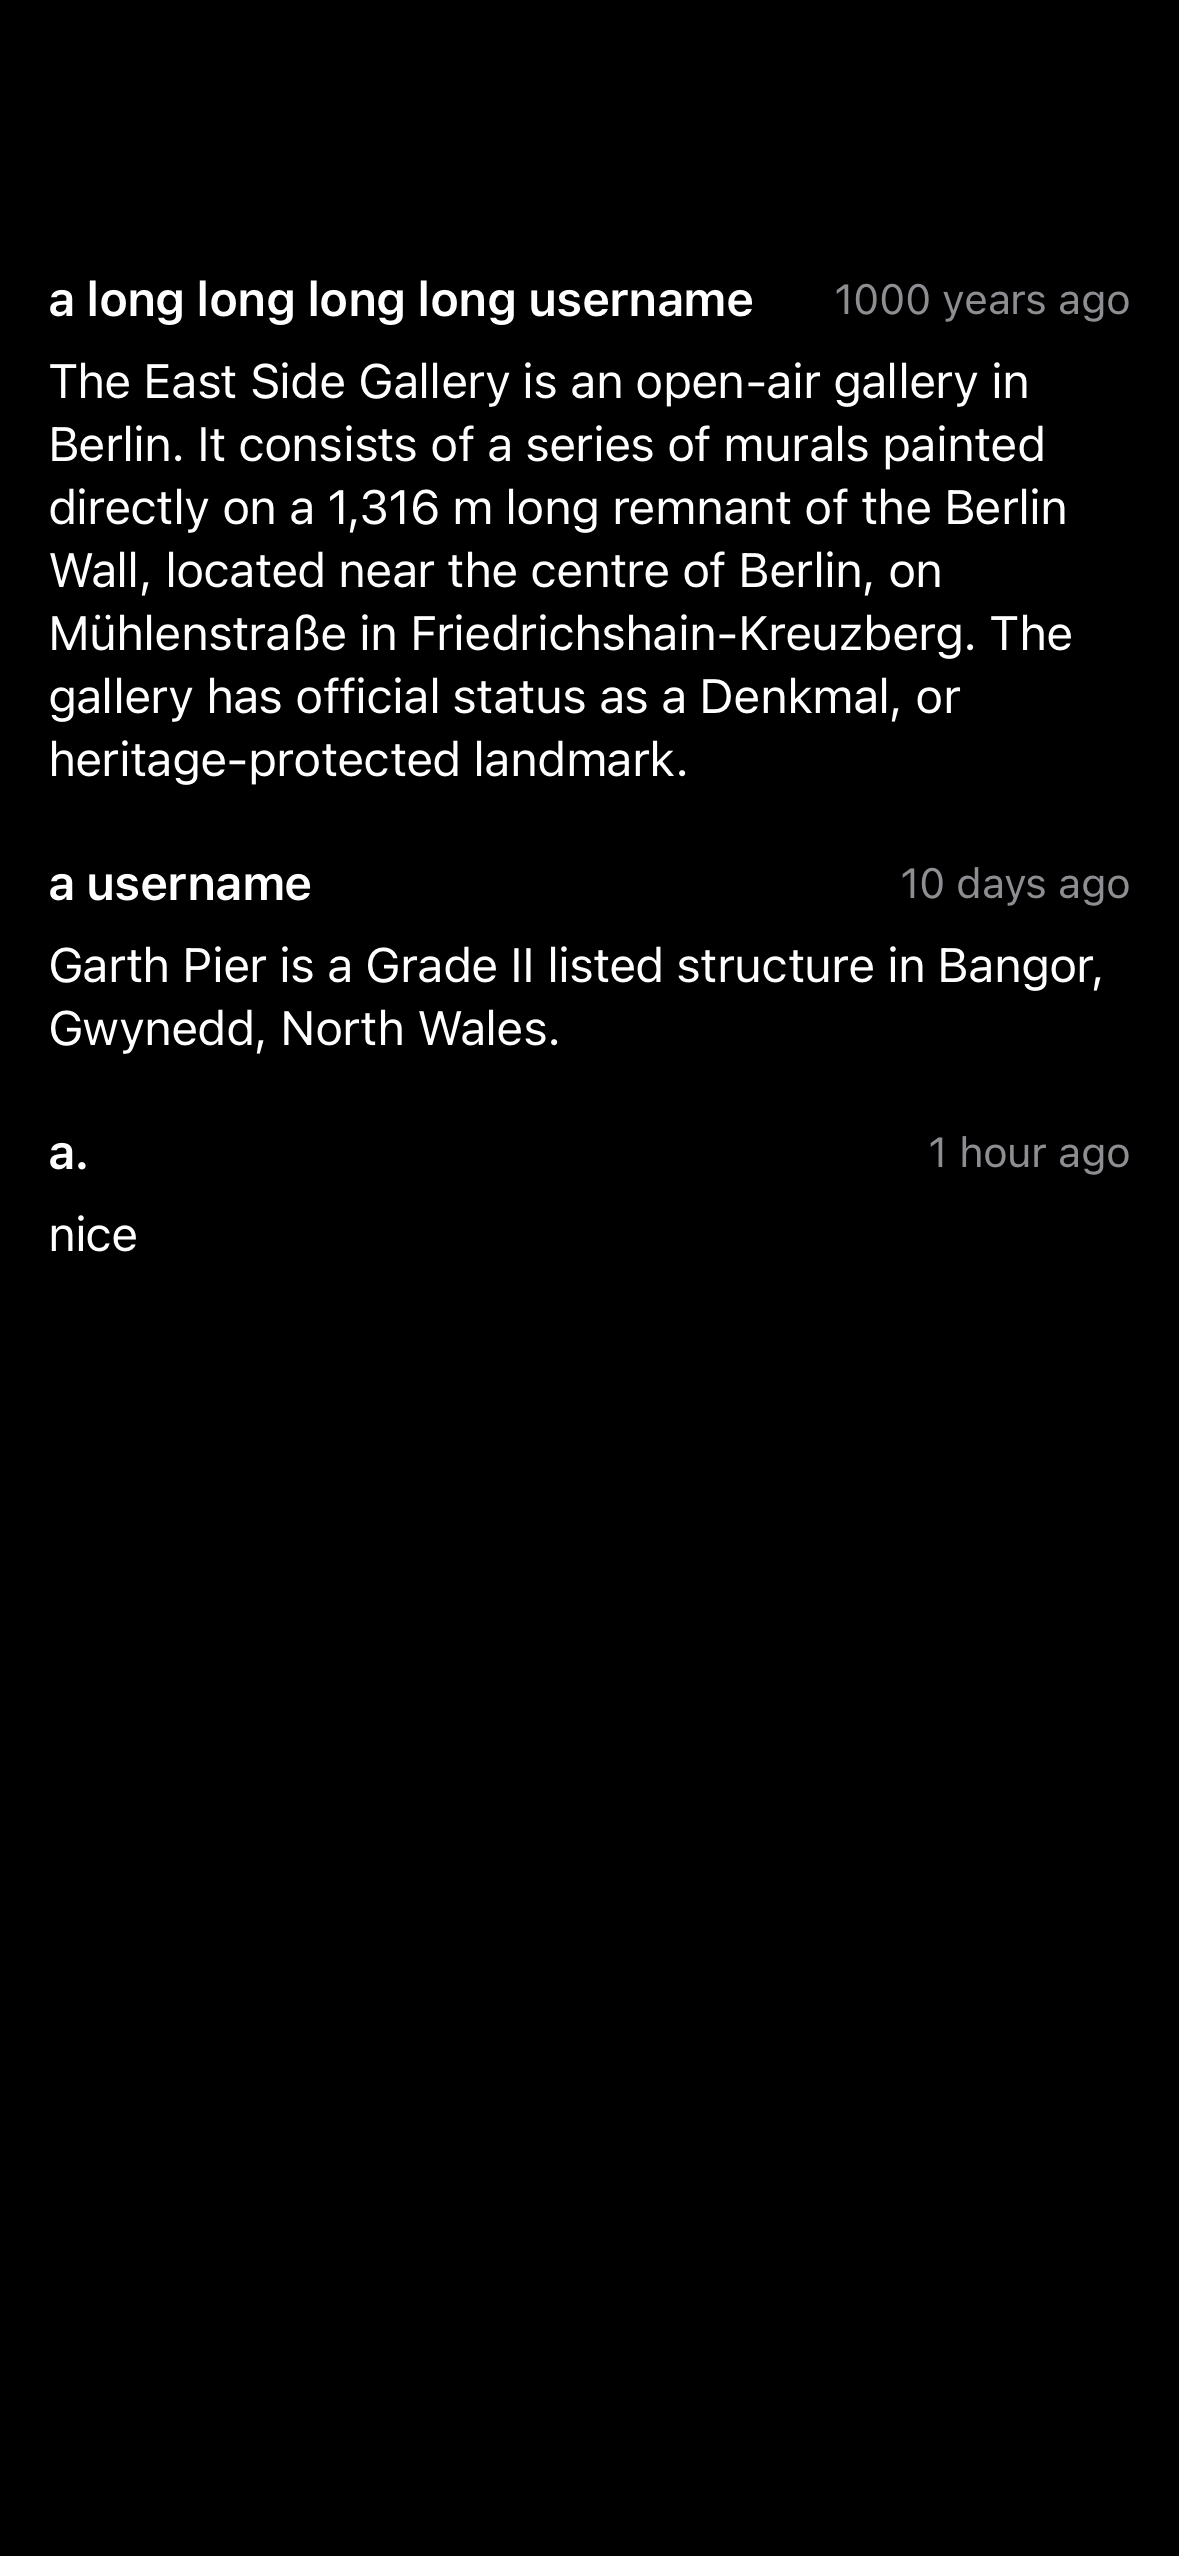 a long long long long username 1000 years ago
The East Side Gallery is an open-air gallery in
Berlin. It consists of a series of murals painted
directly on a 1,316 m long remnant of the Berlin
Wall, located near the centre of Berlin, on
Mühlenstraße in Friedrichshain-Kreuzberg. The
gallery has official status as a Denkmal, or
heritage-protected landmark.
a username 10 days ago
Garth Pier is a Grade II listed structure in Bangor,
Gwynedd, North Wales.
a. 1 hour ago
nice